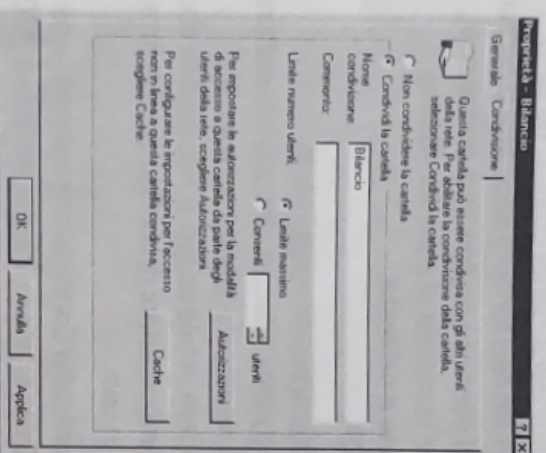 Proprietà - Bilancio
? X
Generale Condivisione
Questa cartella può essere condivisa con gli altri utenti
della rete. Per abilitare la condivisione della cartella,
selezionare Condividi la cartella.
Non condividere la cartella
Condividi la cartella
Nome
condivisione: Bilancio
Commento:
Limite numero utenti: Limite massimo
Consenti utenti
Per impostare le autorizzazioni per la modalità
di accesso a questa cartella da parte degli
utenti della rete, scegliere Autorizzazioni
Autorizzazioni
Per configurare le impostazioni per l'accesso
non in linea a questa cartella condivisa,
scegliere Cache.
Cache
OK Annulla Applica